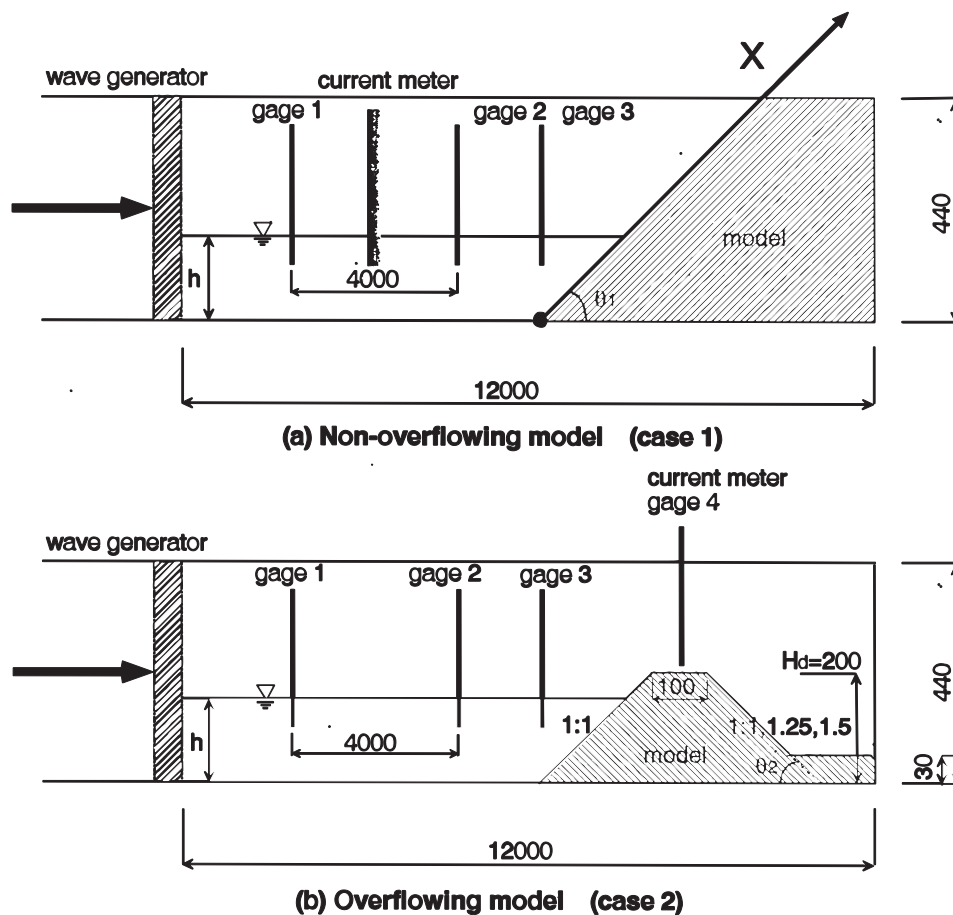 X
wave generator
current meter
gage 1
gage 2
gage 3
440
model
h
4000
θ1
12000
(a) Non-overflowing model (case 1)
current meter
gage 4
wave generator
gage 1
gage 2
gage 3
Hd=200
440
100
1:1
1:1,1.25,1.5
h
4000
model
θ2
30
12000
(b) Overflowing model (case 2)